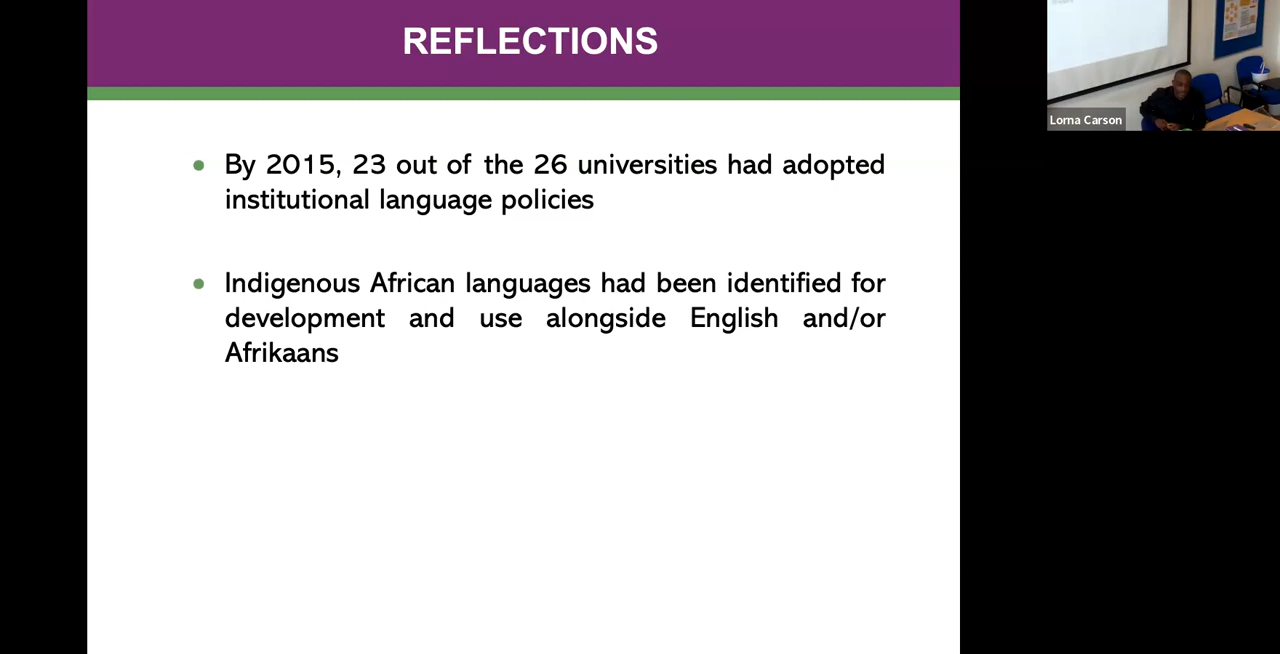 REFLECTIONS
By 2015, 23 out of the 26 universities had adopted
institutional language policies
Indigenous African languages had been identified for
development and use alongside English and/or
Afrikaans
Lorna Carson